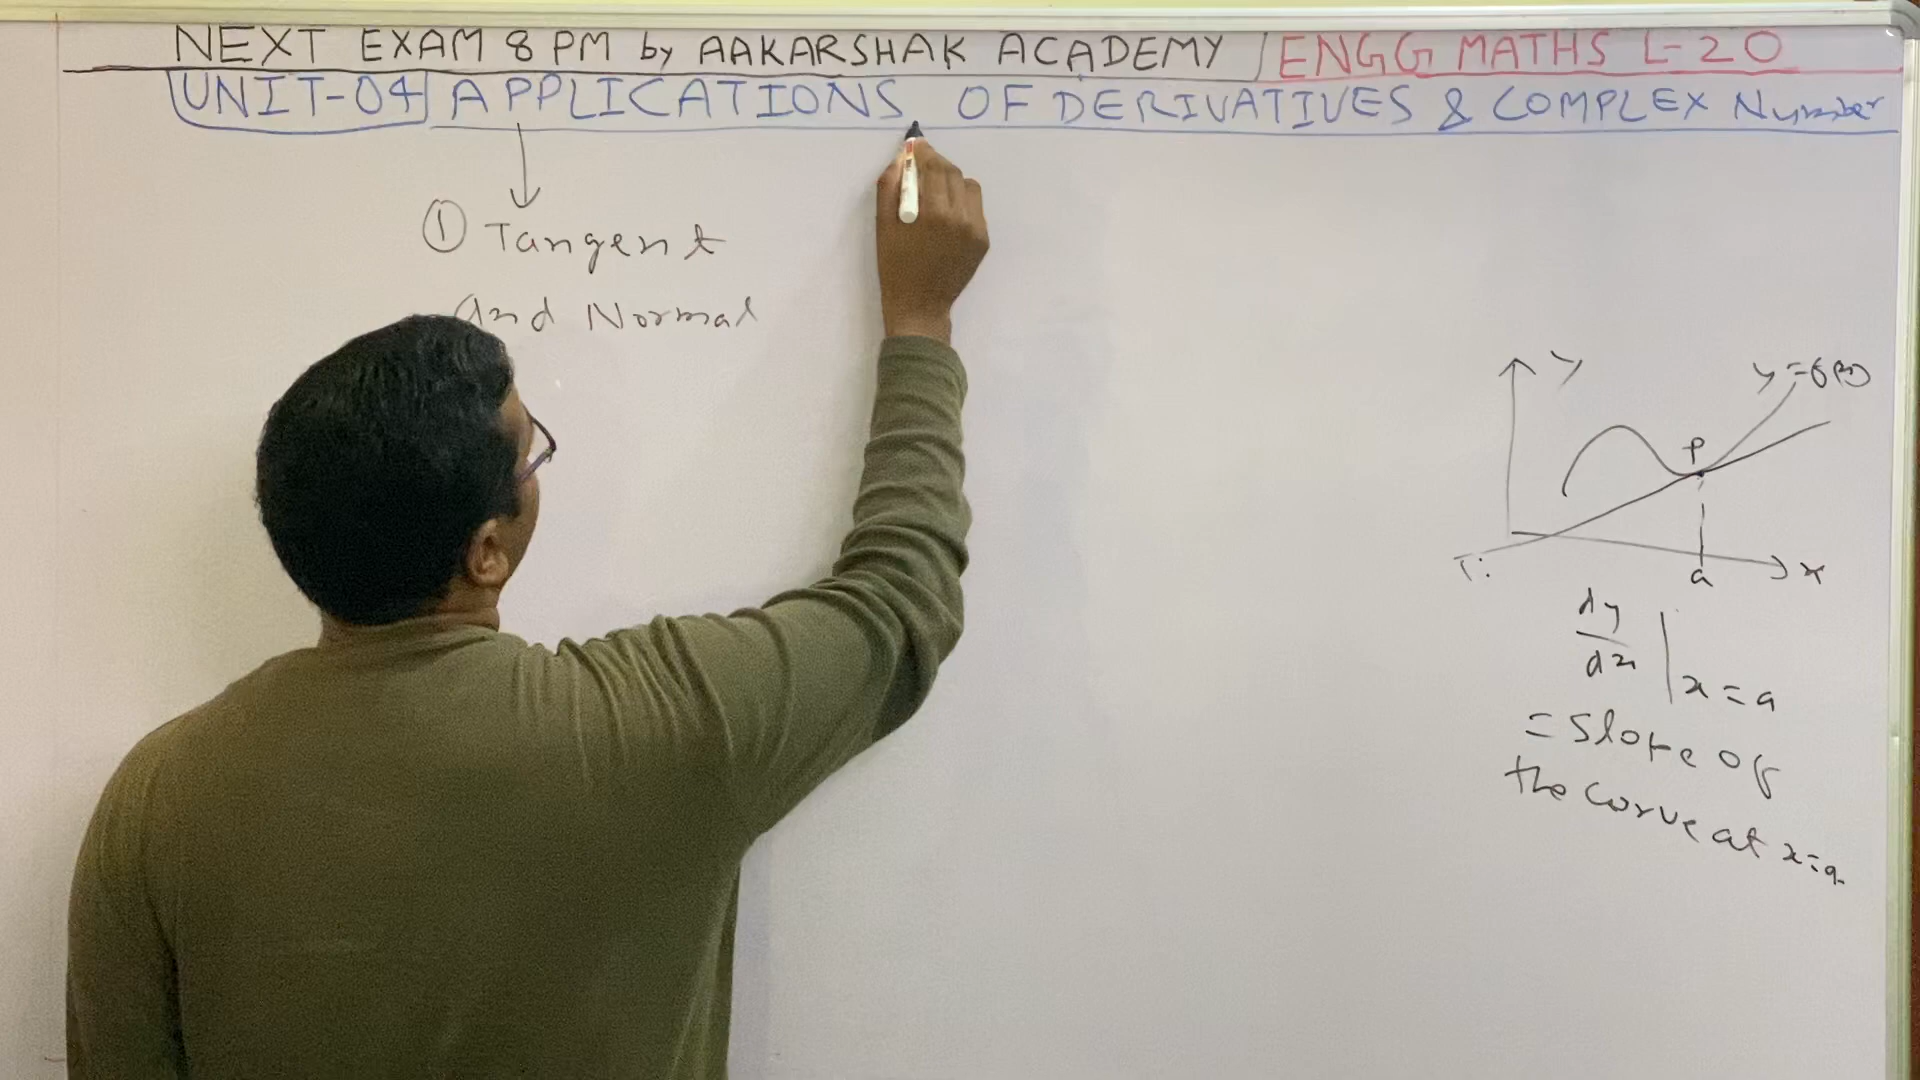 NEXT EXAM 8 PM by AAKARSHAK ACADEMY ENGG MATHS L-20
UNIT-04 APPLICATIONS OF DERIVATIVES & COMPLEX Number
① Tangent
And Normal
y
y = f(x)
P
T:
a
x
dy/dx | x = a
= slope of
the curve at x=a